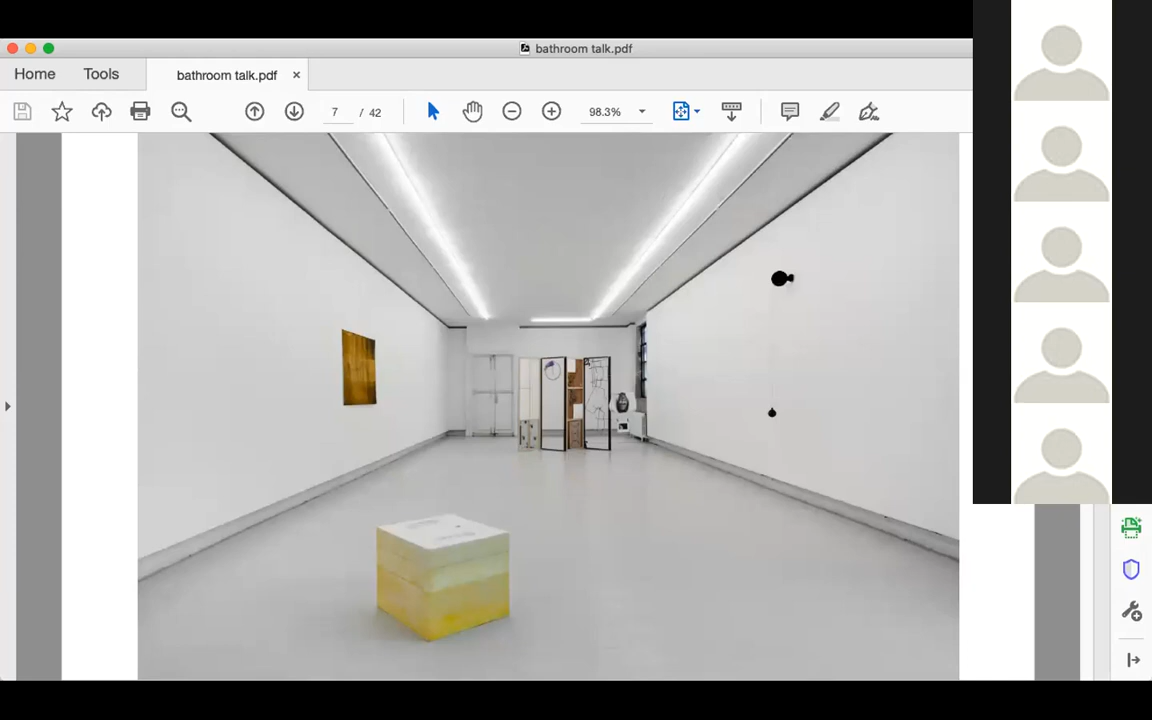 bathroom talk.pdf
Home
Tools
bathroom talk.pdf ×
7 / 42
98.3%